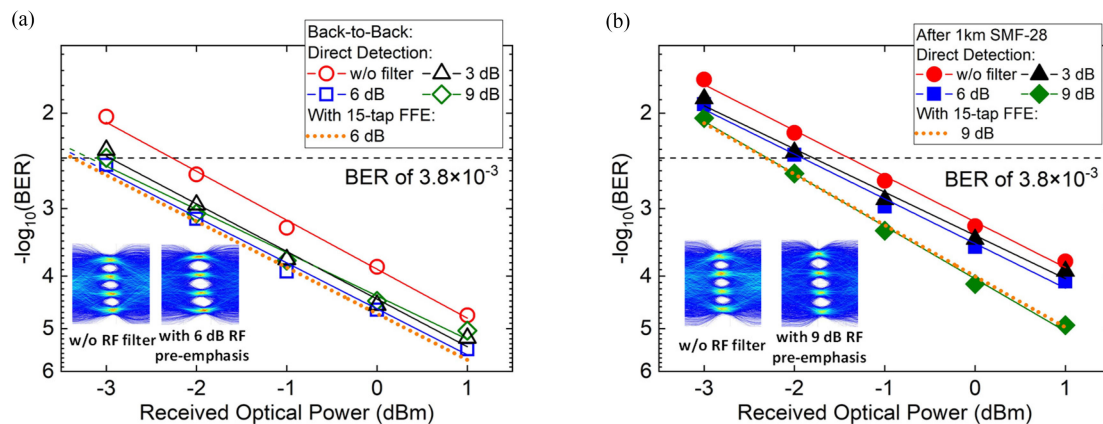 (a)
Back-to-Back:
Direct Detection:
w/o filter 3 dB
6 dB 9 dB
With 15-tap FFE:
6 dB
2
3
4
5
6
-log10(BER)
BER of 3.8×10-3
w/o RF filter
with 6 dB RF
pre-emphasis
-3 -2 -1 0 1
Received Optical Power (dBm)
(b)
After 1km SMF-28
Direct Detection:
w/o filter 3 dB
6 dB 9 dB
With 15-tap FFE:
9 dB
2
3
4
5
6
-log10(BER)
BER of 3.8×10-3
w/o RF filter
with 9 dB RF
pre-emphasis
-3 -2 -1 0 1
Received Optical Power (dBm)